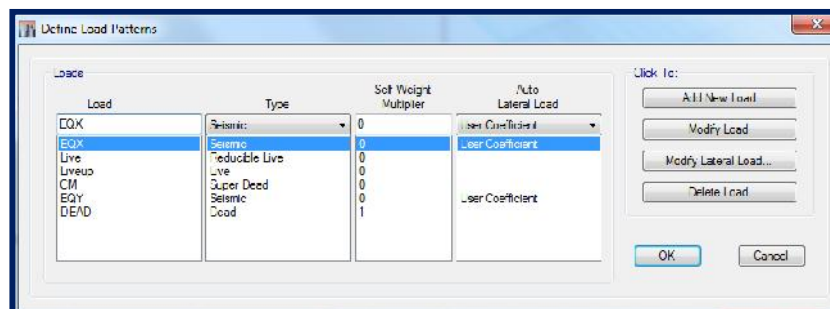 Define Load Patterns
Loads
Click To:
Load
Type
Self Weight Multiplier
Auto Lateral Load
EQX Seismic 0 User Coefficient
EQX Seismic 0 User Coefficient
Live Reducible Live 0
Liveup Live 0
CM Super Dead 0
EQY Seismic 0 User Coefficient
DEAD Dead 1
Add New Load
Modify Load
Modify Lateral Load...
Delete Load
OK
Cancel